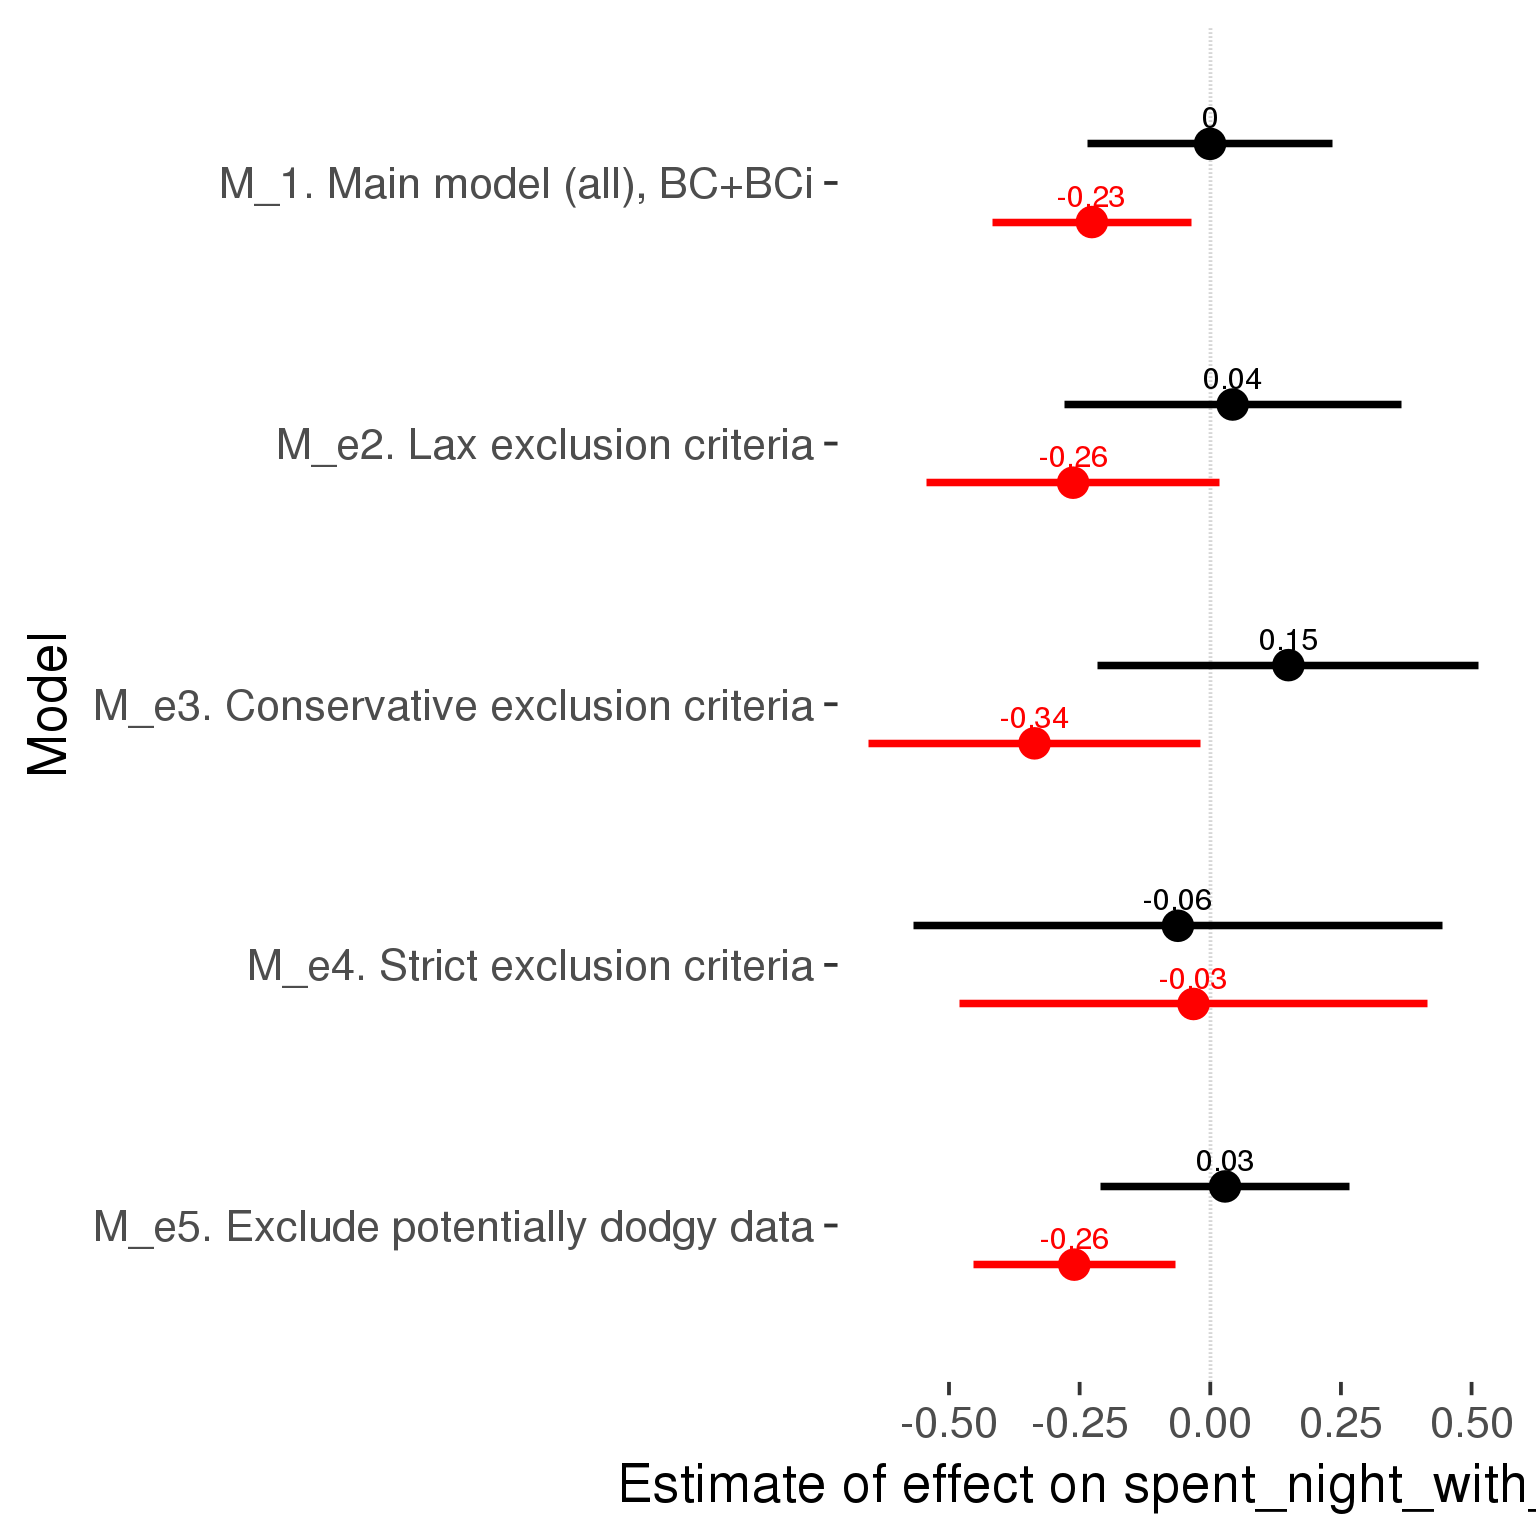 0
M_1. Main model (all), BC+BCi
-0.23
0.04
M_e2. Lax exclusion criteria
-0.26
0.15
Model
M_e3. Conservative exclusion criteria
-0.34
-0.06
M_e4. Strict exclusion criteria
-0.03
0.03
M_e5. Exclude potentially dodgy data
-0.26
-0.50 -0.25 0.00 0.25 0.50
Estimate of effect on spent_night_with_